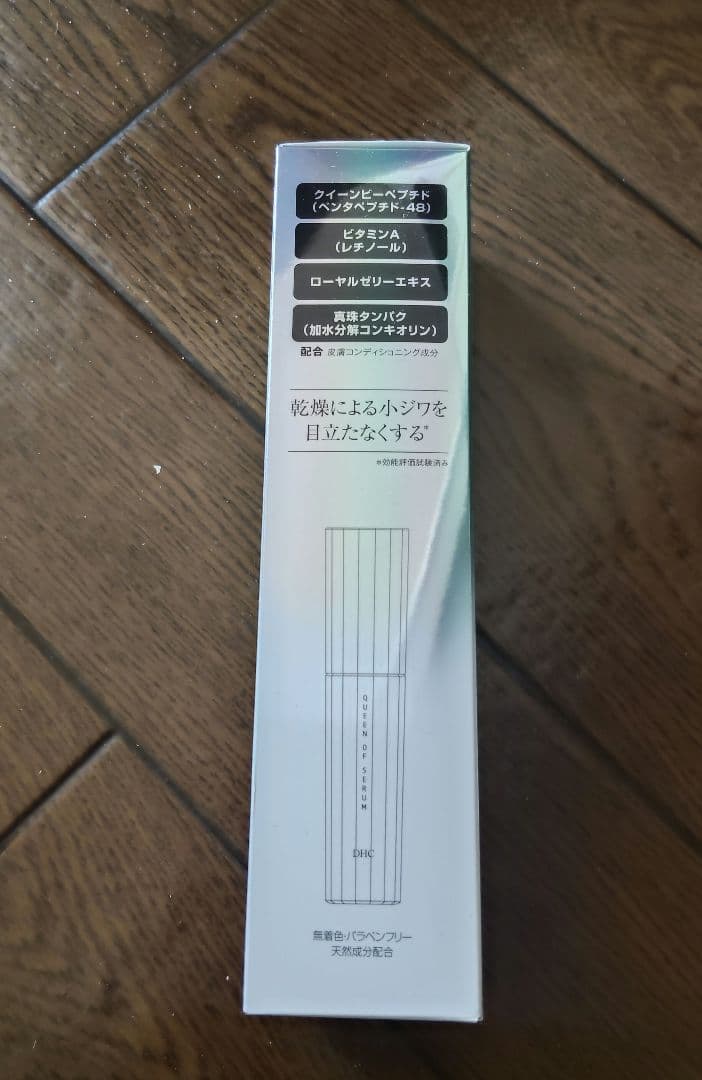 クイーンビーペプチド
(ペンタペプチド-48)
ビタミンA
(レチノール)
ローヤルゼリーエキス
真珠タンパク
(加水分解コンキオリン)
配合 皮膚コンディショニング成分
乾燥による小ジワを
目立たなくする*
*効能評価試験済み
QUEEN OF SERUM
DHC
無着色・パラベンフリー
天然成分配合